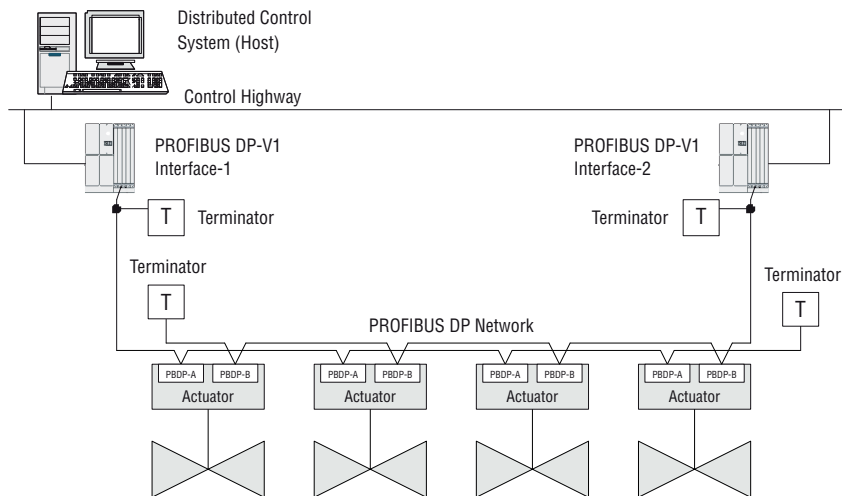 Distributed Control
System (Host)
Control Highway
PROFIBUS DP-V1
Interface-1
PROFIBUS DP-V1
Interface-2
T
Terminator
Terminator
T
Terminator
T
Terminator
T
PROFIBUS DP Network
PBDP-A
PBDP-B
PBDP-A
PBDP-B
PBDP-A
PBDP-B
PBDP-A
PBDP-B
Actuator
Actuator
Actuator
Actuator